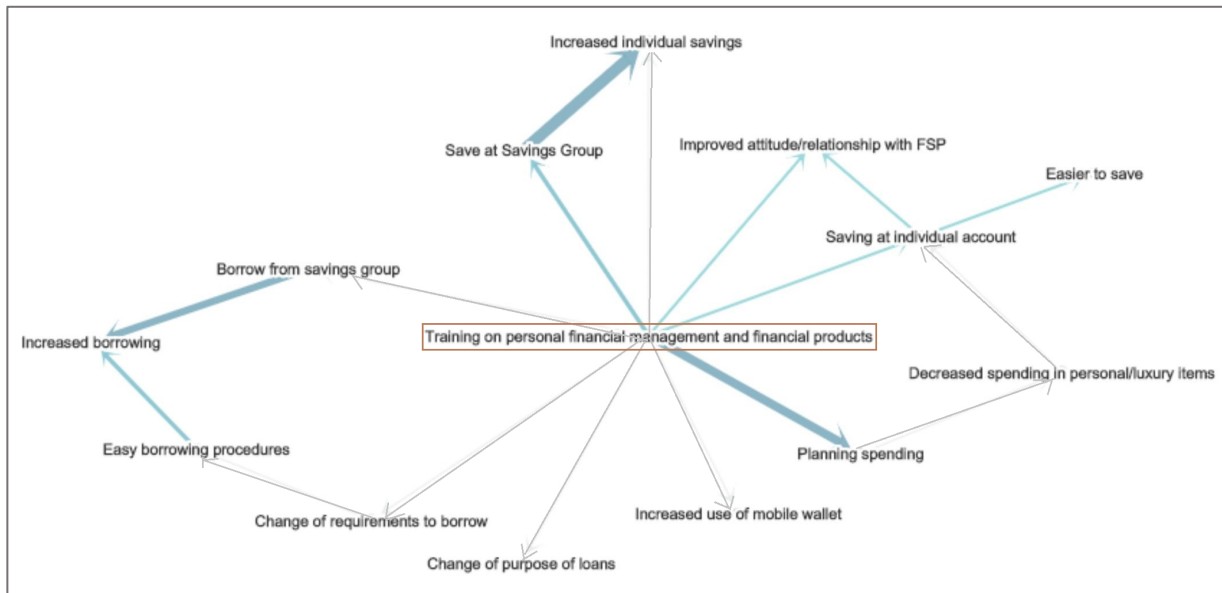 Increased individual savings
Save at Savings Group
Improved attitude/relationship with FSP
Easier to save
Saving at individual account
Borrow from savings group
Increased borrowing
Training on personal financial management and financial products
Decreased spending in personal/luxury items
Easy borrowing procedures
Planning spending
Change of requirements to borrow
Increased use of mobile wallet
Change of purpose of loans